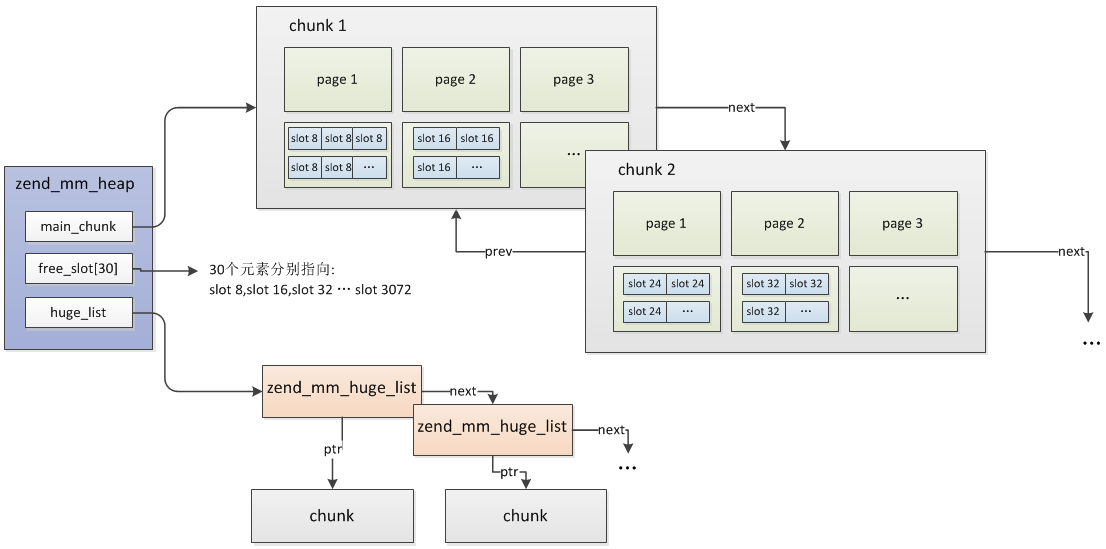 chunk 1
page 1
page 2
page 3
slot 8 slot 8 slot 8
slot 8 slot 8 ...
slot 16 slot 16
slot 16 ...
...
next
chunk 2
page 1
page 2
page 3
slot 24 slot 24
slot 24 ...
slot 32 slot 32
slot 32 ...
...
prev
next
...
zend_mm_heap
main_chunk
free_slot[30]
huge_list
30个元素分别指向:
slot 8,slot 16,slot 32 ... slot 3072
zend_mm_huge_list
next
zend_mm_huge_list
next
...
ptr
ptr
chunk
chunk